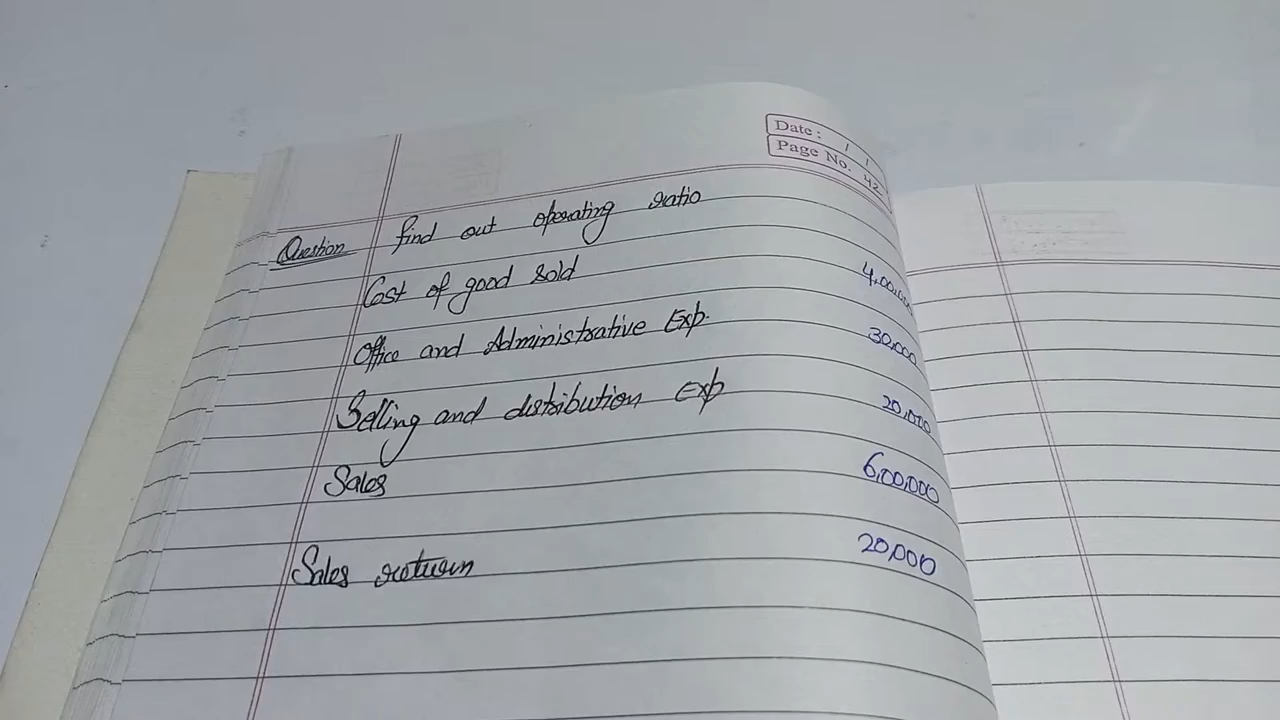 Date: / /
Page No. 42
Question find out operating ratio
Cost of good sold 4,00,000
Office and Administrative Exp. 30,000
Selling and distribution Exp 20,000
Sales 6,00,000
Sales return 20,000